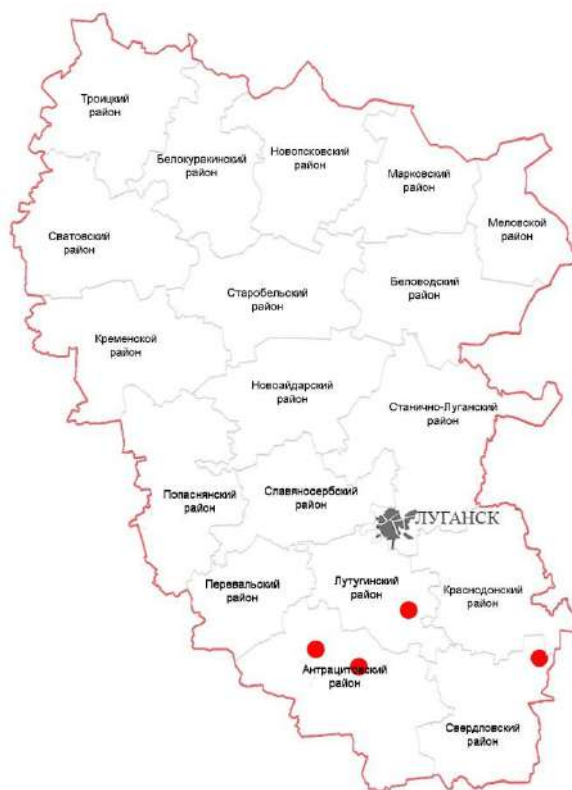 Троицкий
район
Белокуракинский
район
Новопсковский
район
Марковский
район
Меловской
район
Сватовский
район
Старобельский
район
Беловодский
район
Кременской
район
Новоайдарский
район
Станично-Луганский
район
Попаснянский
район
Славяносербский
район
ЛУГАНСК
Перевальский
район
Лутугинский
район
Краснодонский
район
Антрацитовский
район
Свердловский
район